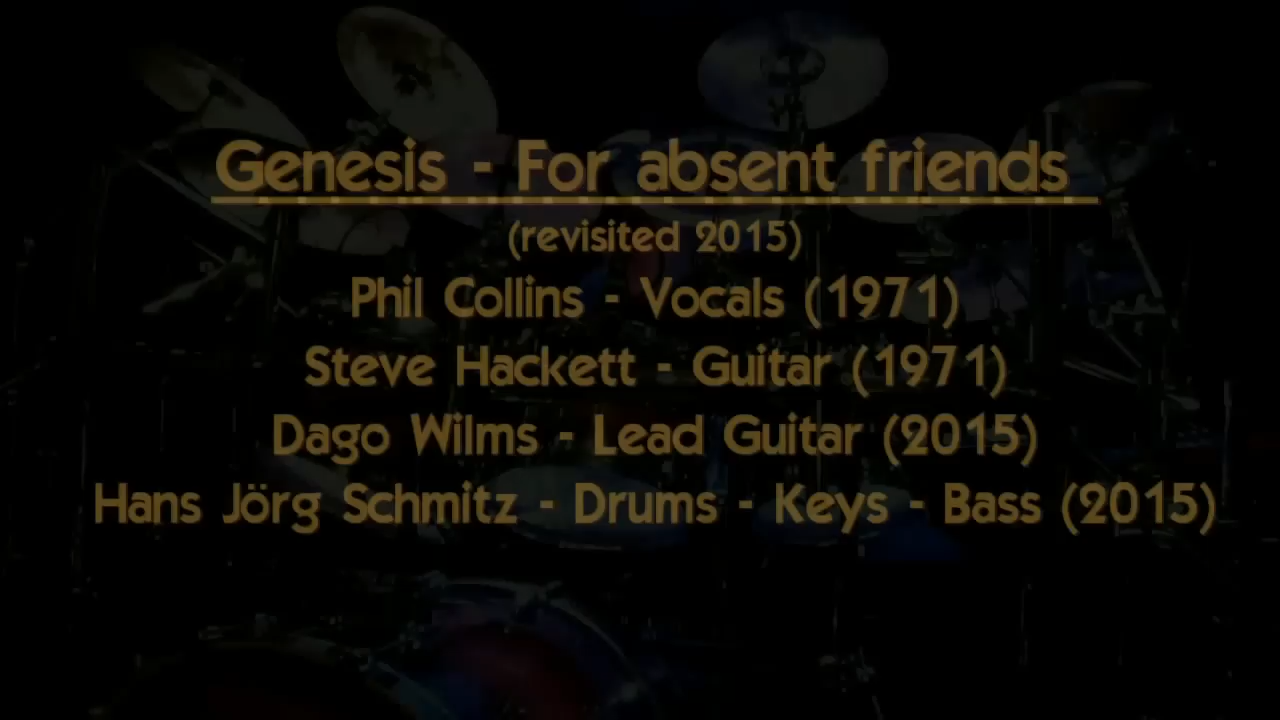 Genesis - For absent friends
(revisited 2015)
Phil Collins - Vocals (1971)
Steve Hackett - Guitar (1971)
Dago Wilms - Lead Guitar (2015)
Hans Jörg Schmitz - Drums - Keys - Bass (2015)